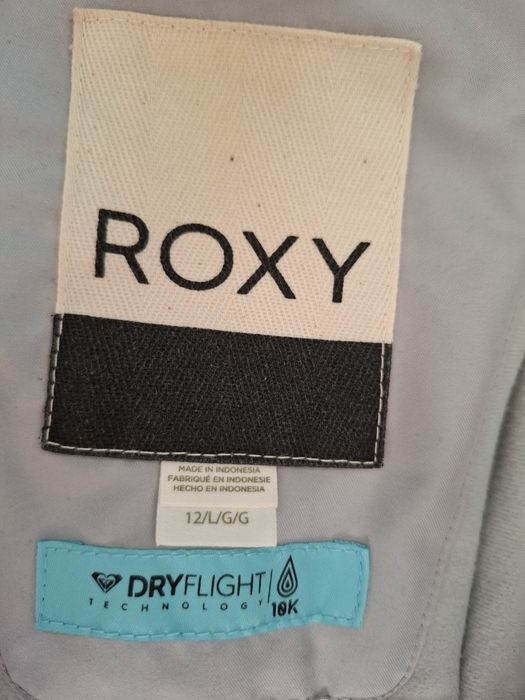 ROXY
MADE IN INDONESIA
FABRIQUÉ EN INDONESIE
HECHO EN INDONESIA
12/L/G/G
DRYFLIGHT
TECHNOLOGY
10K